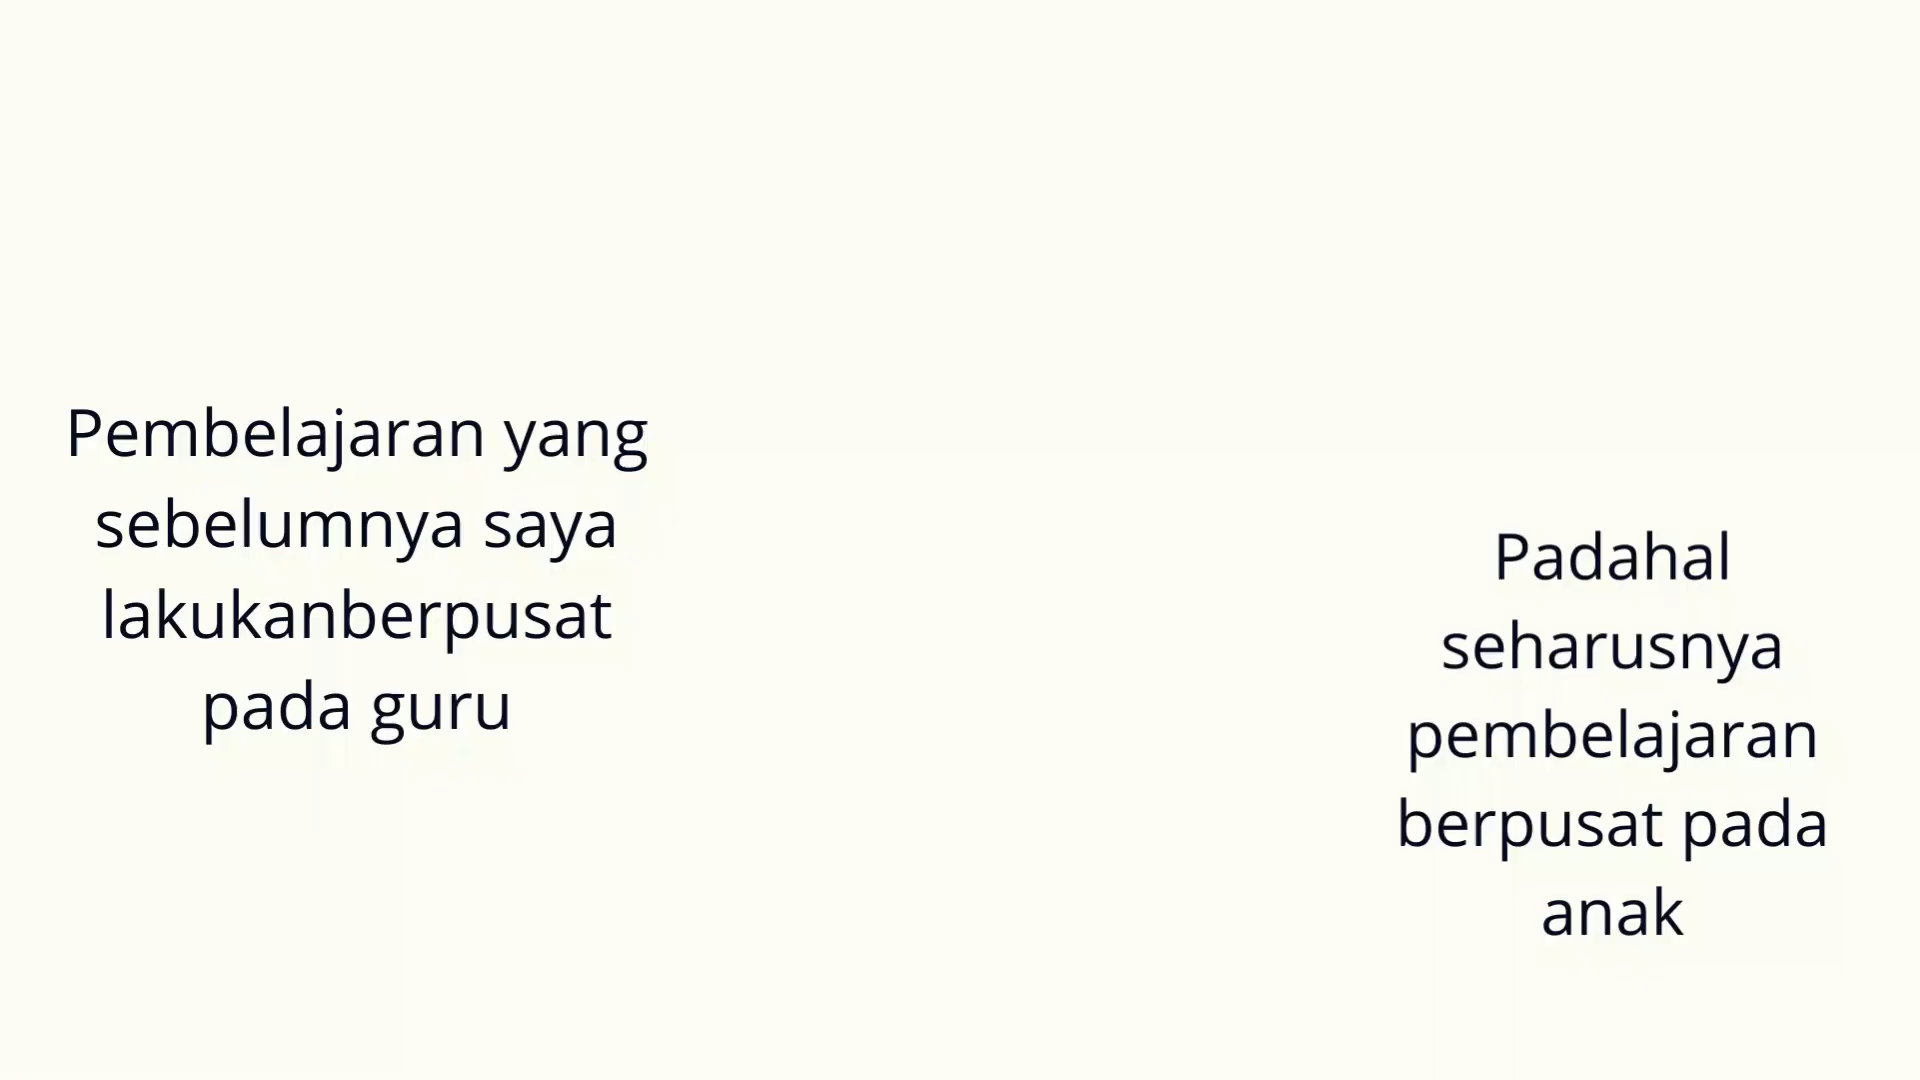 Pembelajaran yang
sebelumnya saya
lakukanberpusat
pada guru
Padahal
seharusnya
pembelajaran
berpusat pada
anak